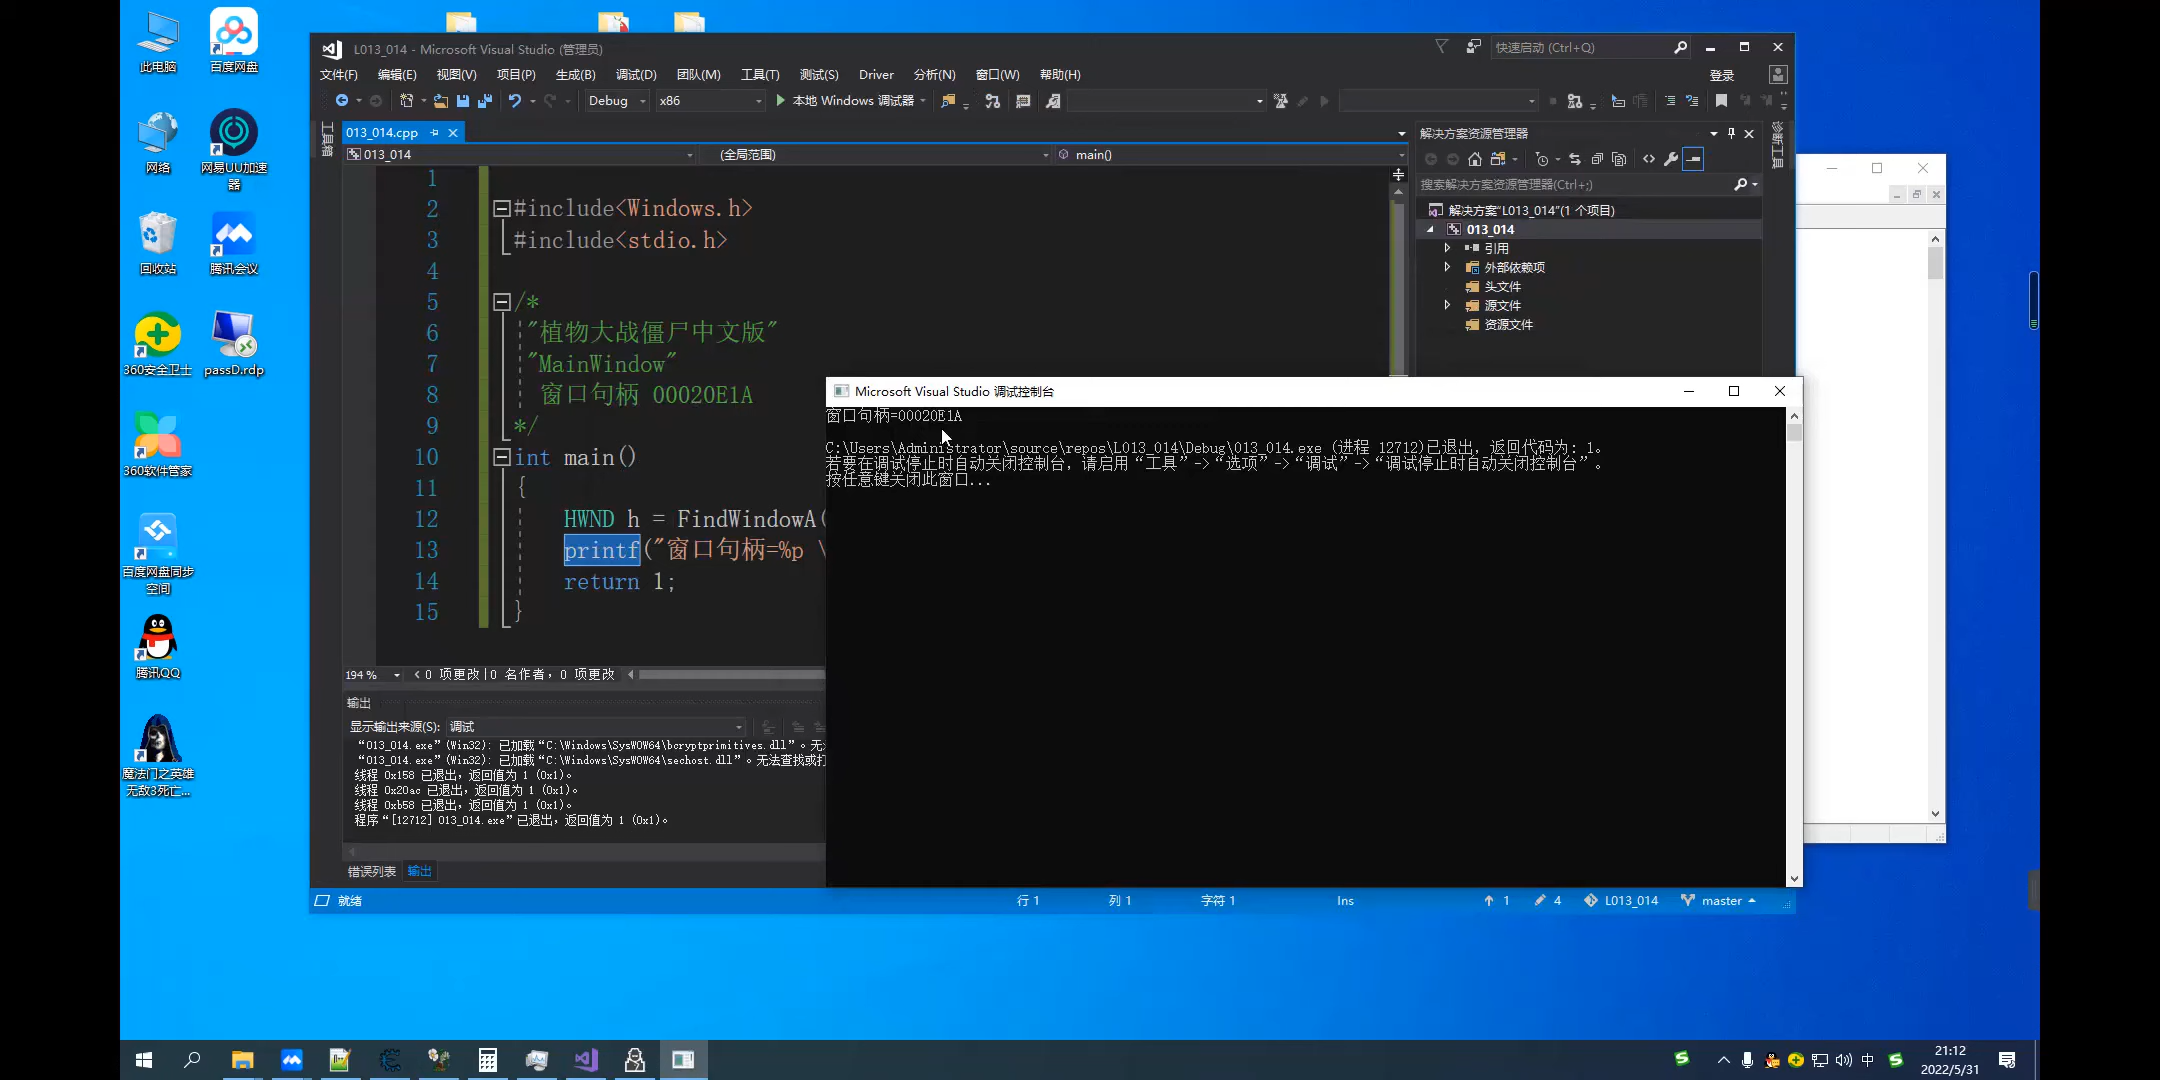 此电脑
百度网盘
网络
网易UU加速器
回收站
腾讯会议
360安全卫士
passD.rdp
360软件管家
百度网盘同步空间
腾讯QQ
魔法门之英雄无敌3死亡...
L013_014 - Microsoft Visual Studio (管理员)
快速启动 (Ctrl+Q)
文件(F) 编辑(E) 视图(V) 项目(P) 生成(B) 调试(D) 团队(M) 工具(T) 测试(S) Driver 分析(N) 窗口(W) 帮助(H)
登录
Debug x86 本地 Windows 调试器
工具箱
013_014.cpp
013_014 (全局范围) main()
1
2 #include<Windows.h>
3 #include<stdio.h>
4
5 /*
6 "植物大战僵尸中文版"
7 "MainWindow"
8 窗口句柄 00020E1A
9 */
10 int main()
11 {
12 HWND h = FindWindowA(
13 printf("窗口句柄=%p \
14 return 1;
15 }
194 % 0 项更改 | 0 名作者，0 项更改
解决方案资源管理器
诊断工具
搜索解决方案资源管理器(Ctrl+;)
解决方案"L013_014"(1 个项目)
013_014
引用
外部依赖项
头文件
源文件
资源文件
Microsoft Visual Studio 调试控制台
窗口句柄=00020E1A
C:\Users\Administrator\source\repos\L013_014\Debug\013_014.exe (进程 12712)已退出，返回代码为: 1。
若要在调试停止时自动关闭控制台，请启用“工具”->“选项”->“调试”->“调试停止时自动关闭控制台”。
按任意键关闭此窗口...
输出
显示输出来源(S): 调试
“013_014.exe”(Win32): 已加载“C:\Windows\SysWOW64\bcryptprimitives.dll”。无
“013_014.exe”(Win32): 已加载“C:\Windows\SysWOW64\sechost.dll”。无法查找或打
线程 0x158 已退出，返回值为 1 (0x1)。
线程 0x20ac 已退出，返回值为 1 (0x1)。
线程 0xb58 已退出，返回值为 1 (0x1)。
程序“[12712] 013_014.exe”已退出，返回值为 1 (0x1)。
错误列表 输出
就绪 行 1 列 1 字符 1 Ins 1 4 L013_014 master
中
21:12
2022/5/31